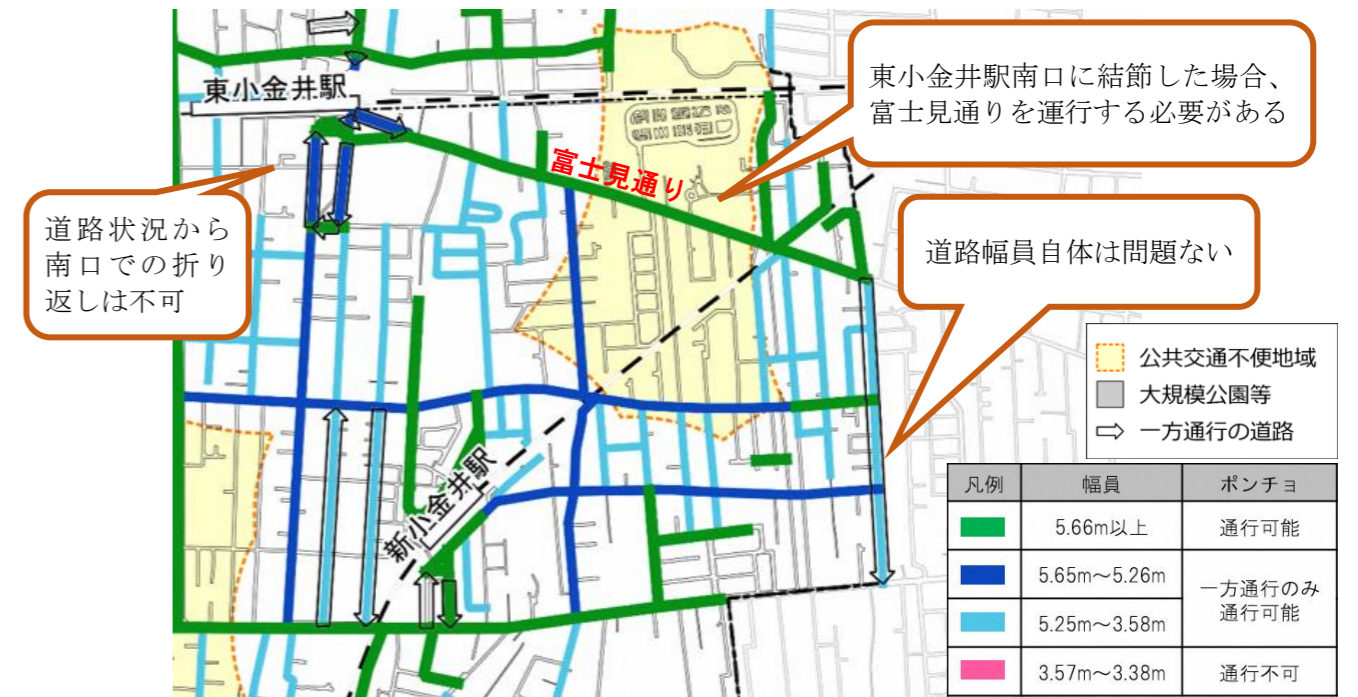 東小金井駅
東小金井駅南口に結節した場合、
富士見通りを運行する必要がある
富士見通り
道路状況から
南口での折り
返しは不可
道路幅員自体は問題ない
新小金井駅
公共交通不便地域
大規模公園等
一方通行の道路
凡例 幅員 ポンチョ
5.66m以上 通行可能
5.65m～5.26m 一方通行のみ
5.25m～3.58m 通行可能
3.57m～3.38m 通行不可